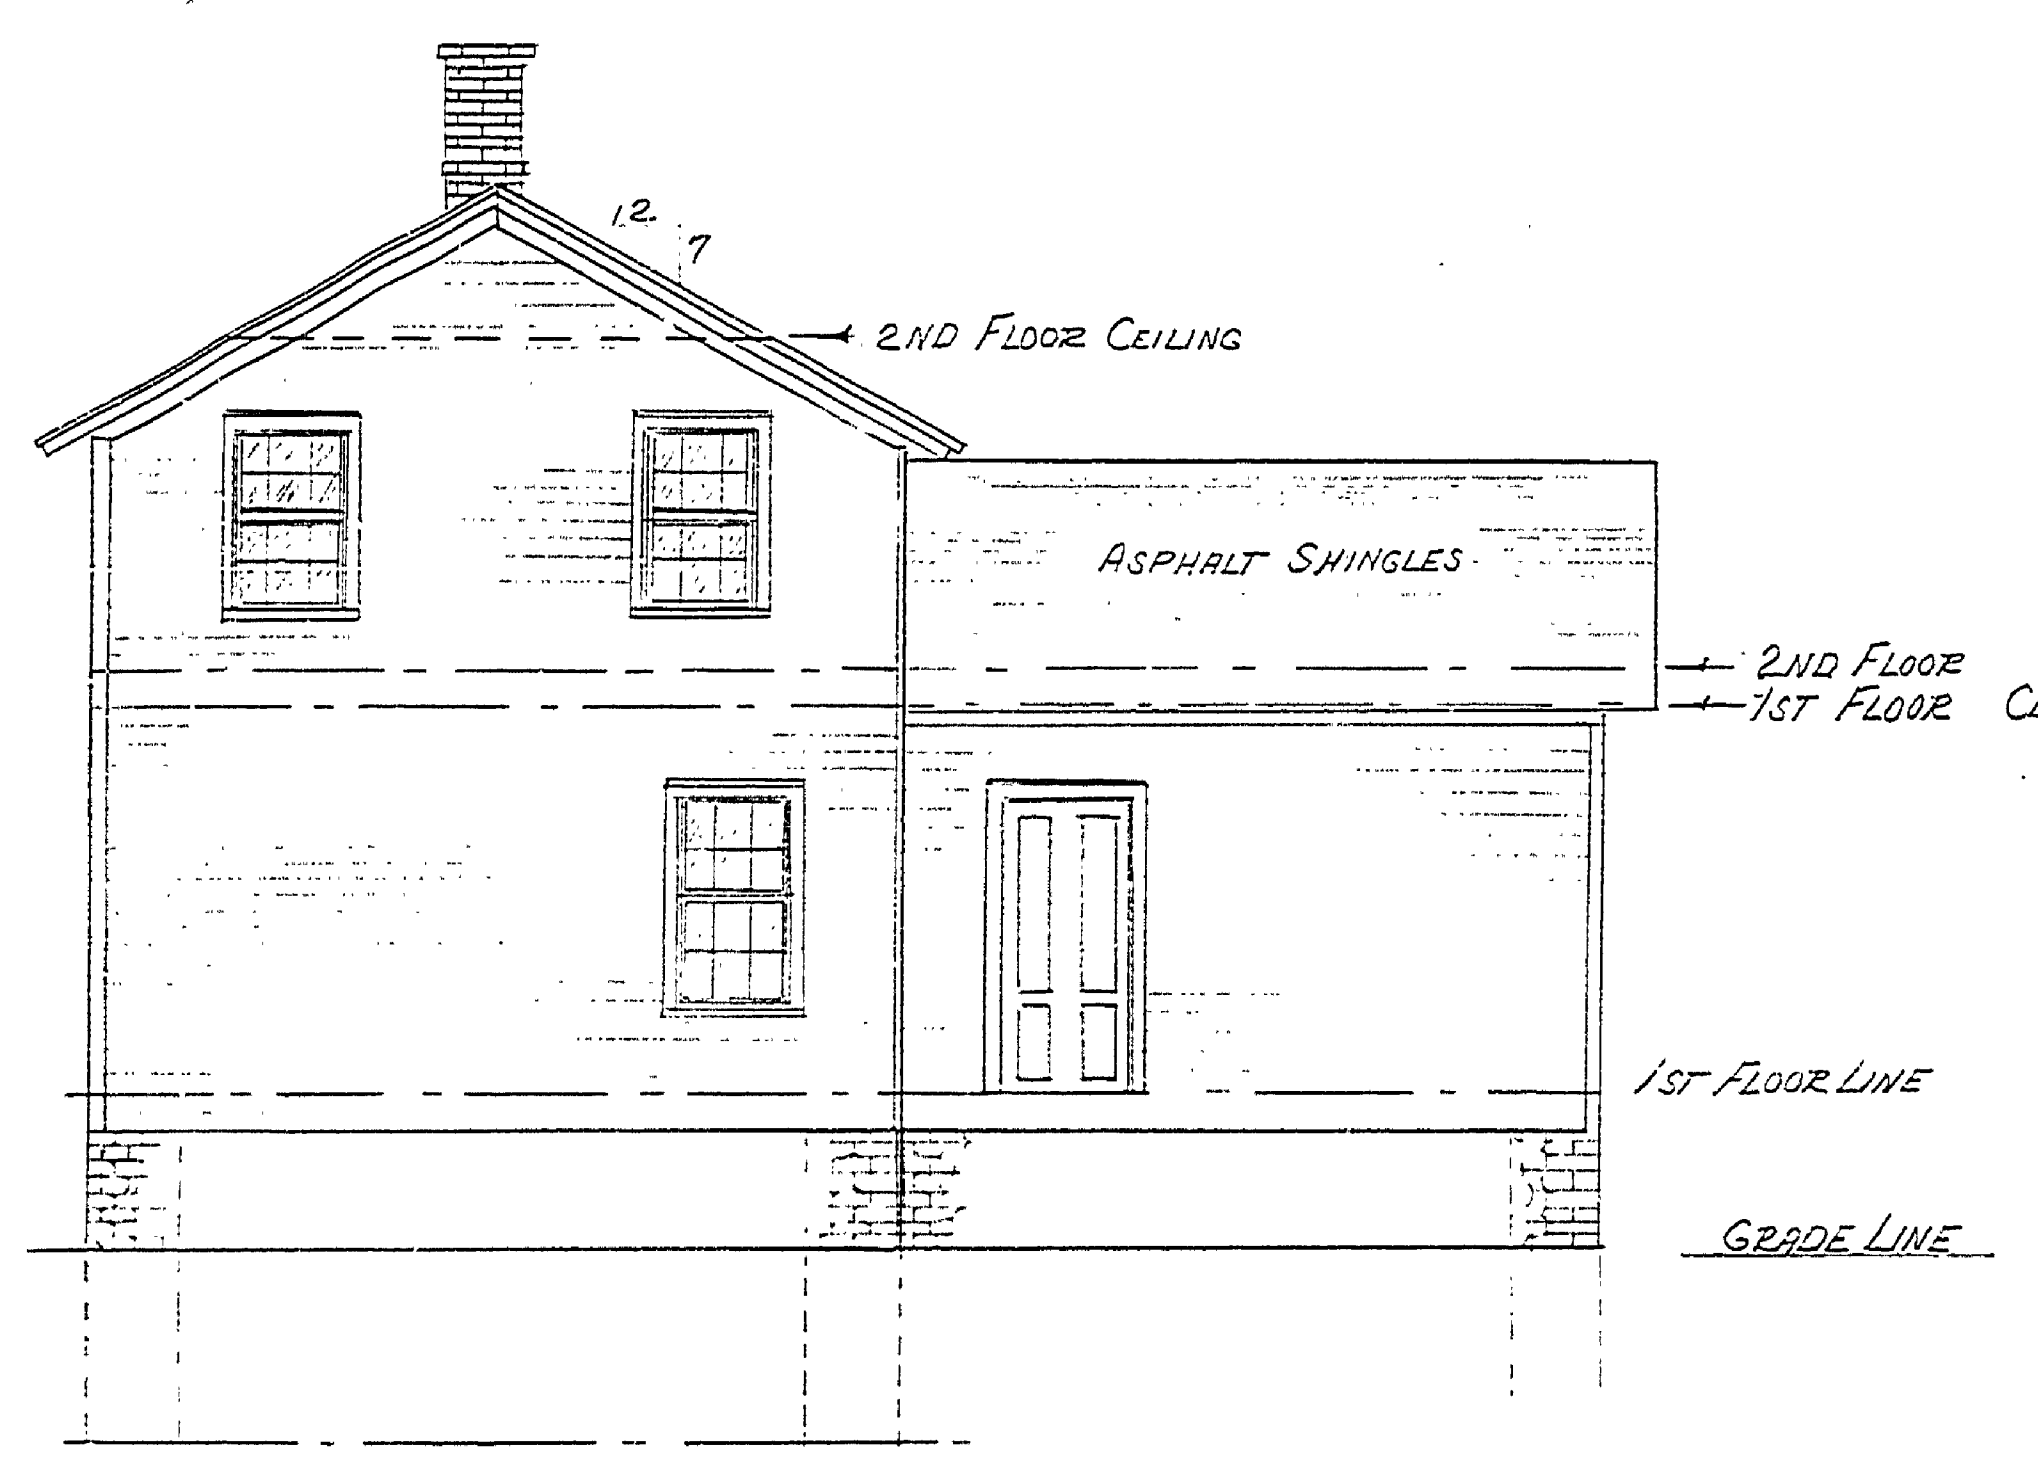 12
7
2ND FLOOR CEILING
ASPHALT SHINGLES
2ND FLOOR
1ST FLOOR
1ST FLOOR LINE
GRADE LINE